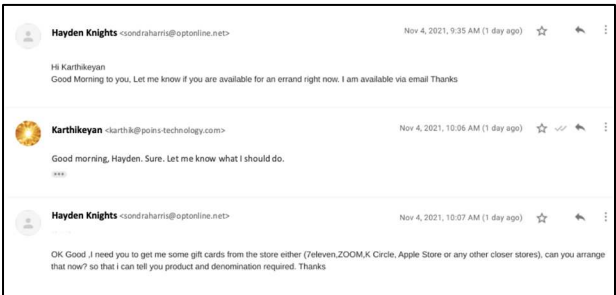 Hayden Knights <sondraharris@optonline.net> Nov 4, 2021, 9:35 AM (1 day ago)
Hi Karthikeyan
Good Morning to you, Let me know if you are available for an errand right now. I am available via email Thanks
Karthikeyan <karthik@poins-technology.com> Nov 4, 2021, 10:06 AM (1 day ago)
Good morning, Hayden. Sure. Let me know what I should do.
Hayden Knights <sondraharris@optonline.net> Nov 4, 2021, 10:07 AM (1 day ago)
OK Good ,I need you to get me some gift cards from the store either (7eleven,ZOOM,K Circle, Apple Store or any other closer stores), can you arrange
that now? so that i can tell you product and denomination required. Thanks